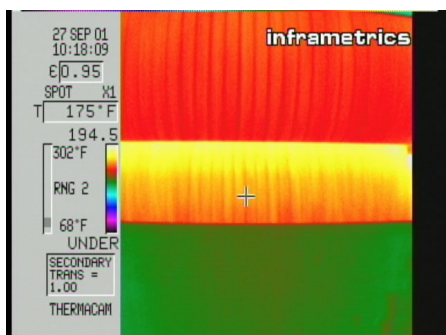 27 SEP 01
10:18:09
ε 0.95
SPOT X1
T 175°F
194.5
302°F
RNG 2
68°F
UNDER
SECONDARY
TRANS =
1.00
THERMACAM
inframetrics